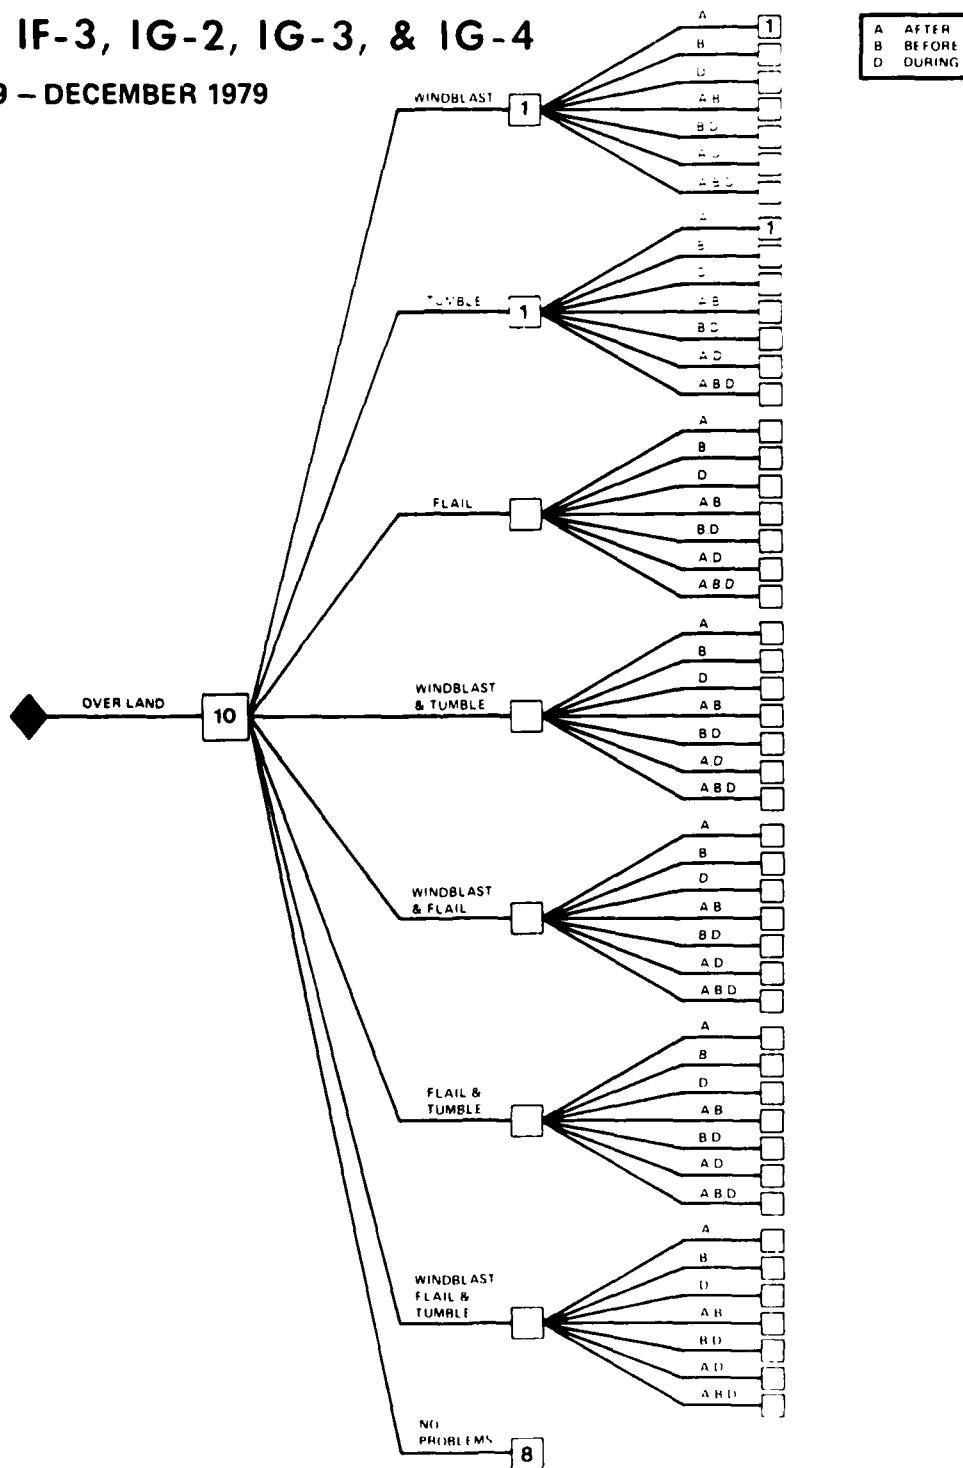 IF-3, IG-2, IG-3, & IG-4
9 – DECEMBER 1979
A AFTER
B BEFORE
D DURING
OVER LAND
10
WINDBLAST
1
A
1
B
D
A B
B D
A D
A B D
TUMBLE
1
A
1
B
D
A B
B D
A D
A B D
FLAIL
A
B
D
A B
B D
A D
A B D
WINDBLAST
& TUMBLE
A
B
D
A B
B D
A D
A B D
WINDBLAST
& FLAIL
A
B
D
A B
B D
A D
A B D
FLAIL &
TUMBLE
A
B
D
A B
B D
A D
A B D
WINDBLAST
FLAIL &
TUMBLE
A
B
D
A B
B D
A D
A B D
NO
PROBLEMS
8